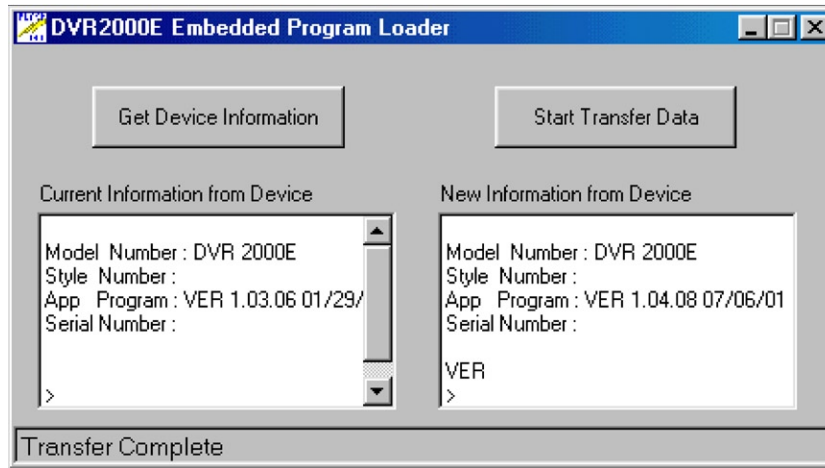 DVR2000E Embedded Program Loader
Get Device Information
Start Transfer Data
Current Information from Device
Model Number : DVR 2000E
Style Number :
App Program : VER 1.03.06 01/29/
Serial Number :
>
New Information from Device
Model Number : DVR 2000E
Style Number :
App Program : VER 1.04.08 07/06/01
Serial Number :
VER
>
Transfer Complete